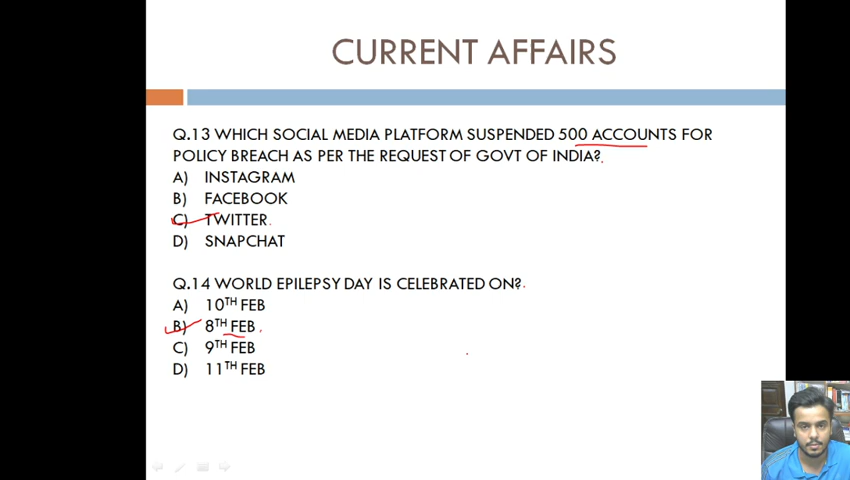 CURRENT AFFAIRS
Q.13 WHICH SOCIAL MEDIA PLATFORM SUSPENDED 500 ACCOUNTS FOR
POLICY BREACH AS PER THE REQUEST OF GOVT OF INDIA?
A) INSTAGRAM
B) FACEBOOK
C) TWITTER
D) SNAPCHAT
Q.14 WORLD EPILEPSY DAY IS CELEBRATED ON?
A) 10TH FEB
B) 8TH FEB
C) 9TH FEB
D) 11TH FEB